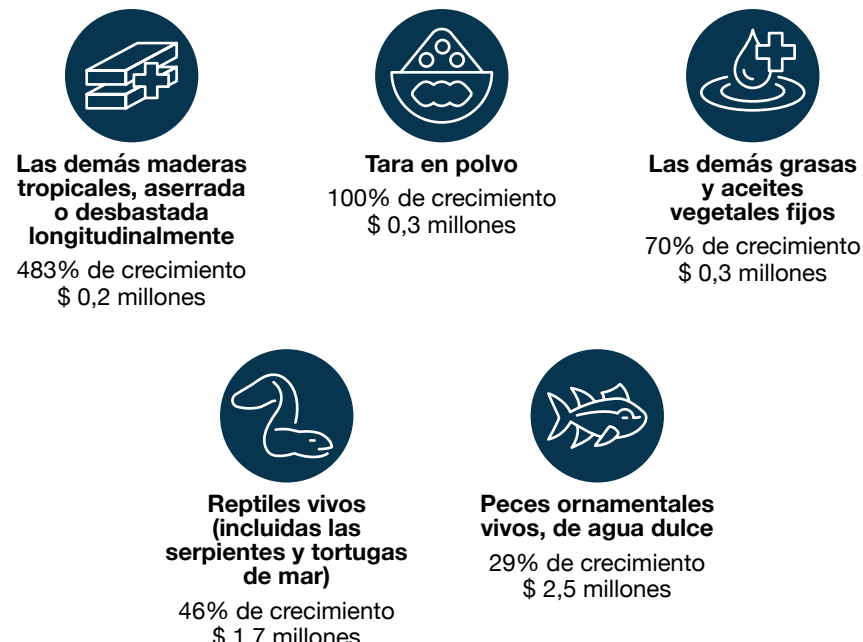 Las demás maderas
tropicales, aserrada
o desbastada
longitudinalmente
483% de crecimiento
$ 0,2 millones
Tara en polvo
100% de crecimiento
$ 0,3 millones
Las demás grasas
y aceites
vegetales fijos
70% de crecimiento
$ 0,3 millones
Reptiles vivos
(incluidas las
serpientes y tortugas
de mar)
46% de crecimiento
$ 1,7 millones
Peces ornamentales
vivos, de agua dulce
29% de crecimiento
$ 2,5 millones